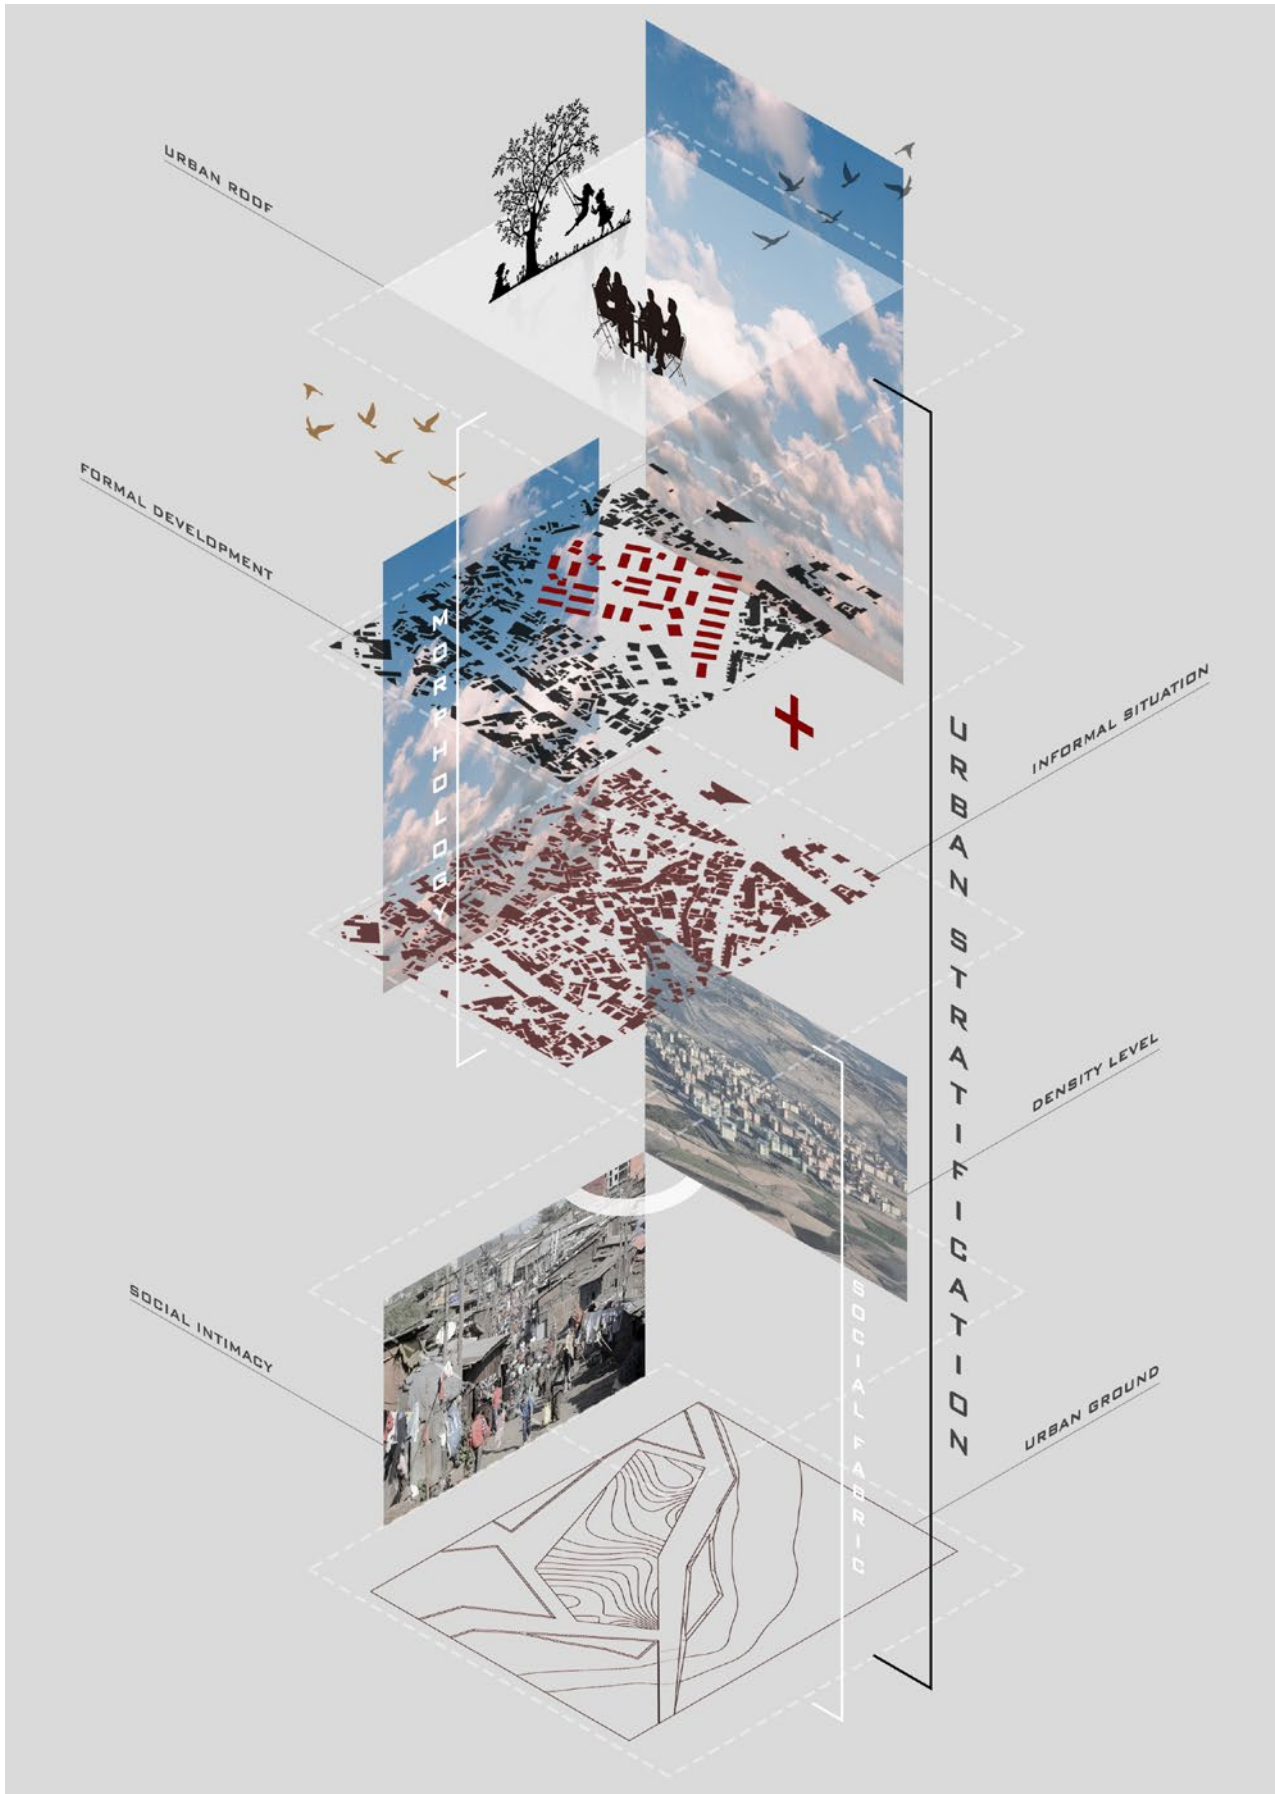 URBAN ROOF
FORMAL DEVELOPMENT
MORPHOLOGY
INFORMAL SITUATION
URBAN STRATIFICATION
DENSITY LEVEL
SOCIAL INTIMACY
SOCIAL FABRIC
URBAN GROUND